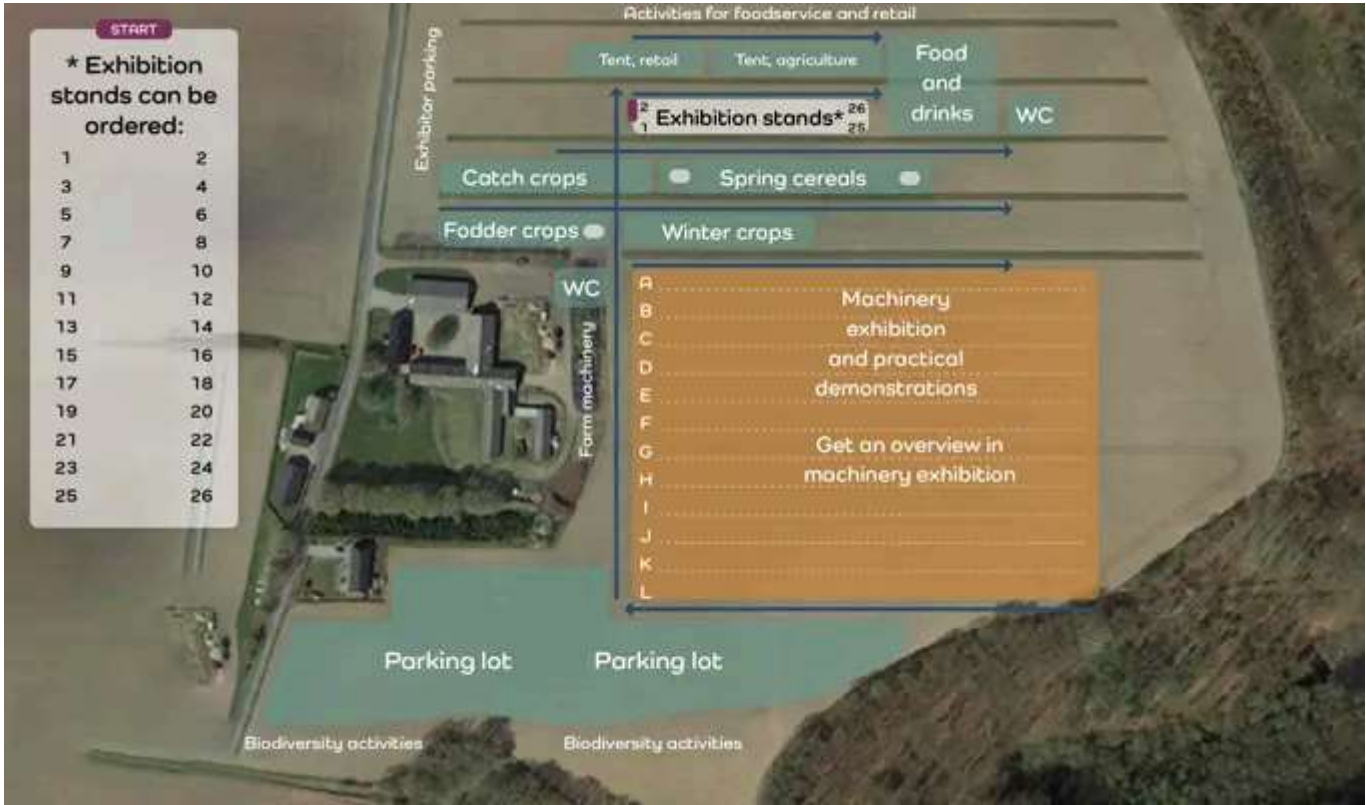 START
* Exhibition
stands can be
ordered:
1 2
3 4
5 6
7 8
9 10
11 12
13 14
15 16
17 18
19 20
21 22
23 24
25 26
Activities for foodservice and retail
Exhibitor parking
Tent, retail
Tent, agriculture
Food
and
drinks
2 Exhibition stands* 26
1 25
WC
Catch crops
Spring cereals
Fodder crops
Winter crops
WC
Farm machinery
A
B
C
D
E
F
G
H
I
J
K
L
Machinery
exhibition
and practical
demonstrations
Get an overview in
machinery exhibition
Parking lot
Parking lot
Biodiversity activities
Biodiversity activities